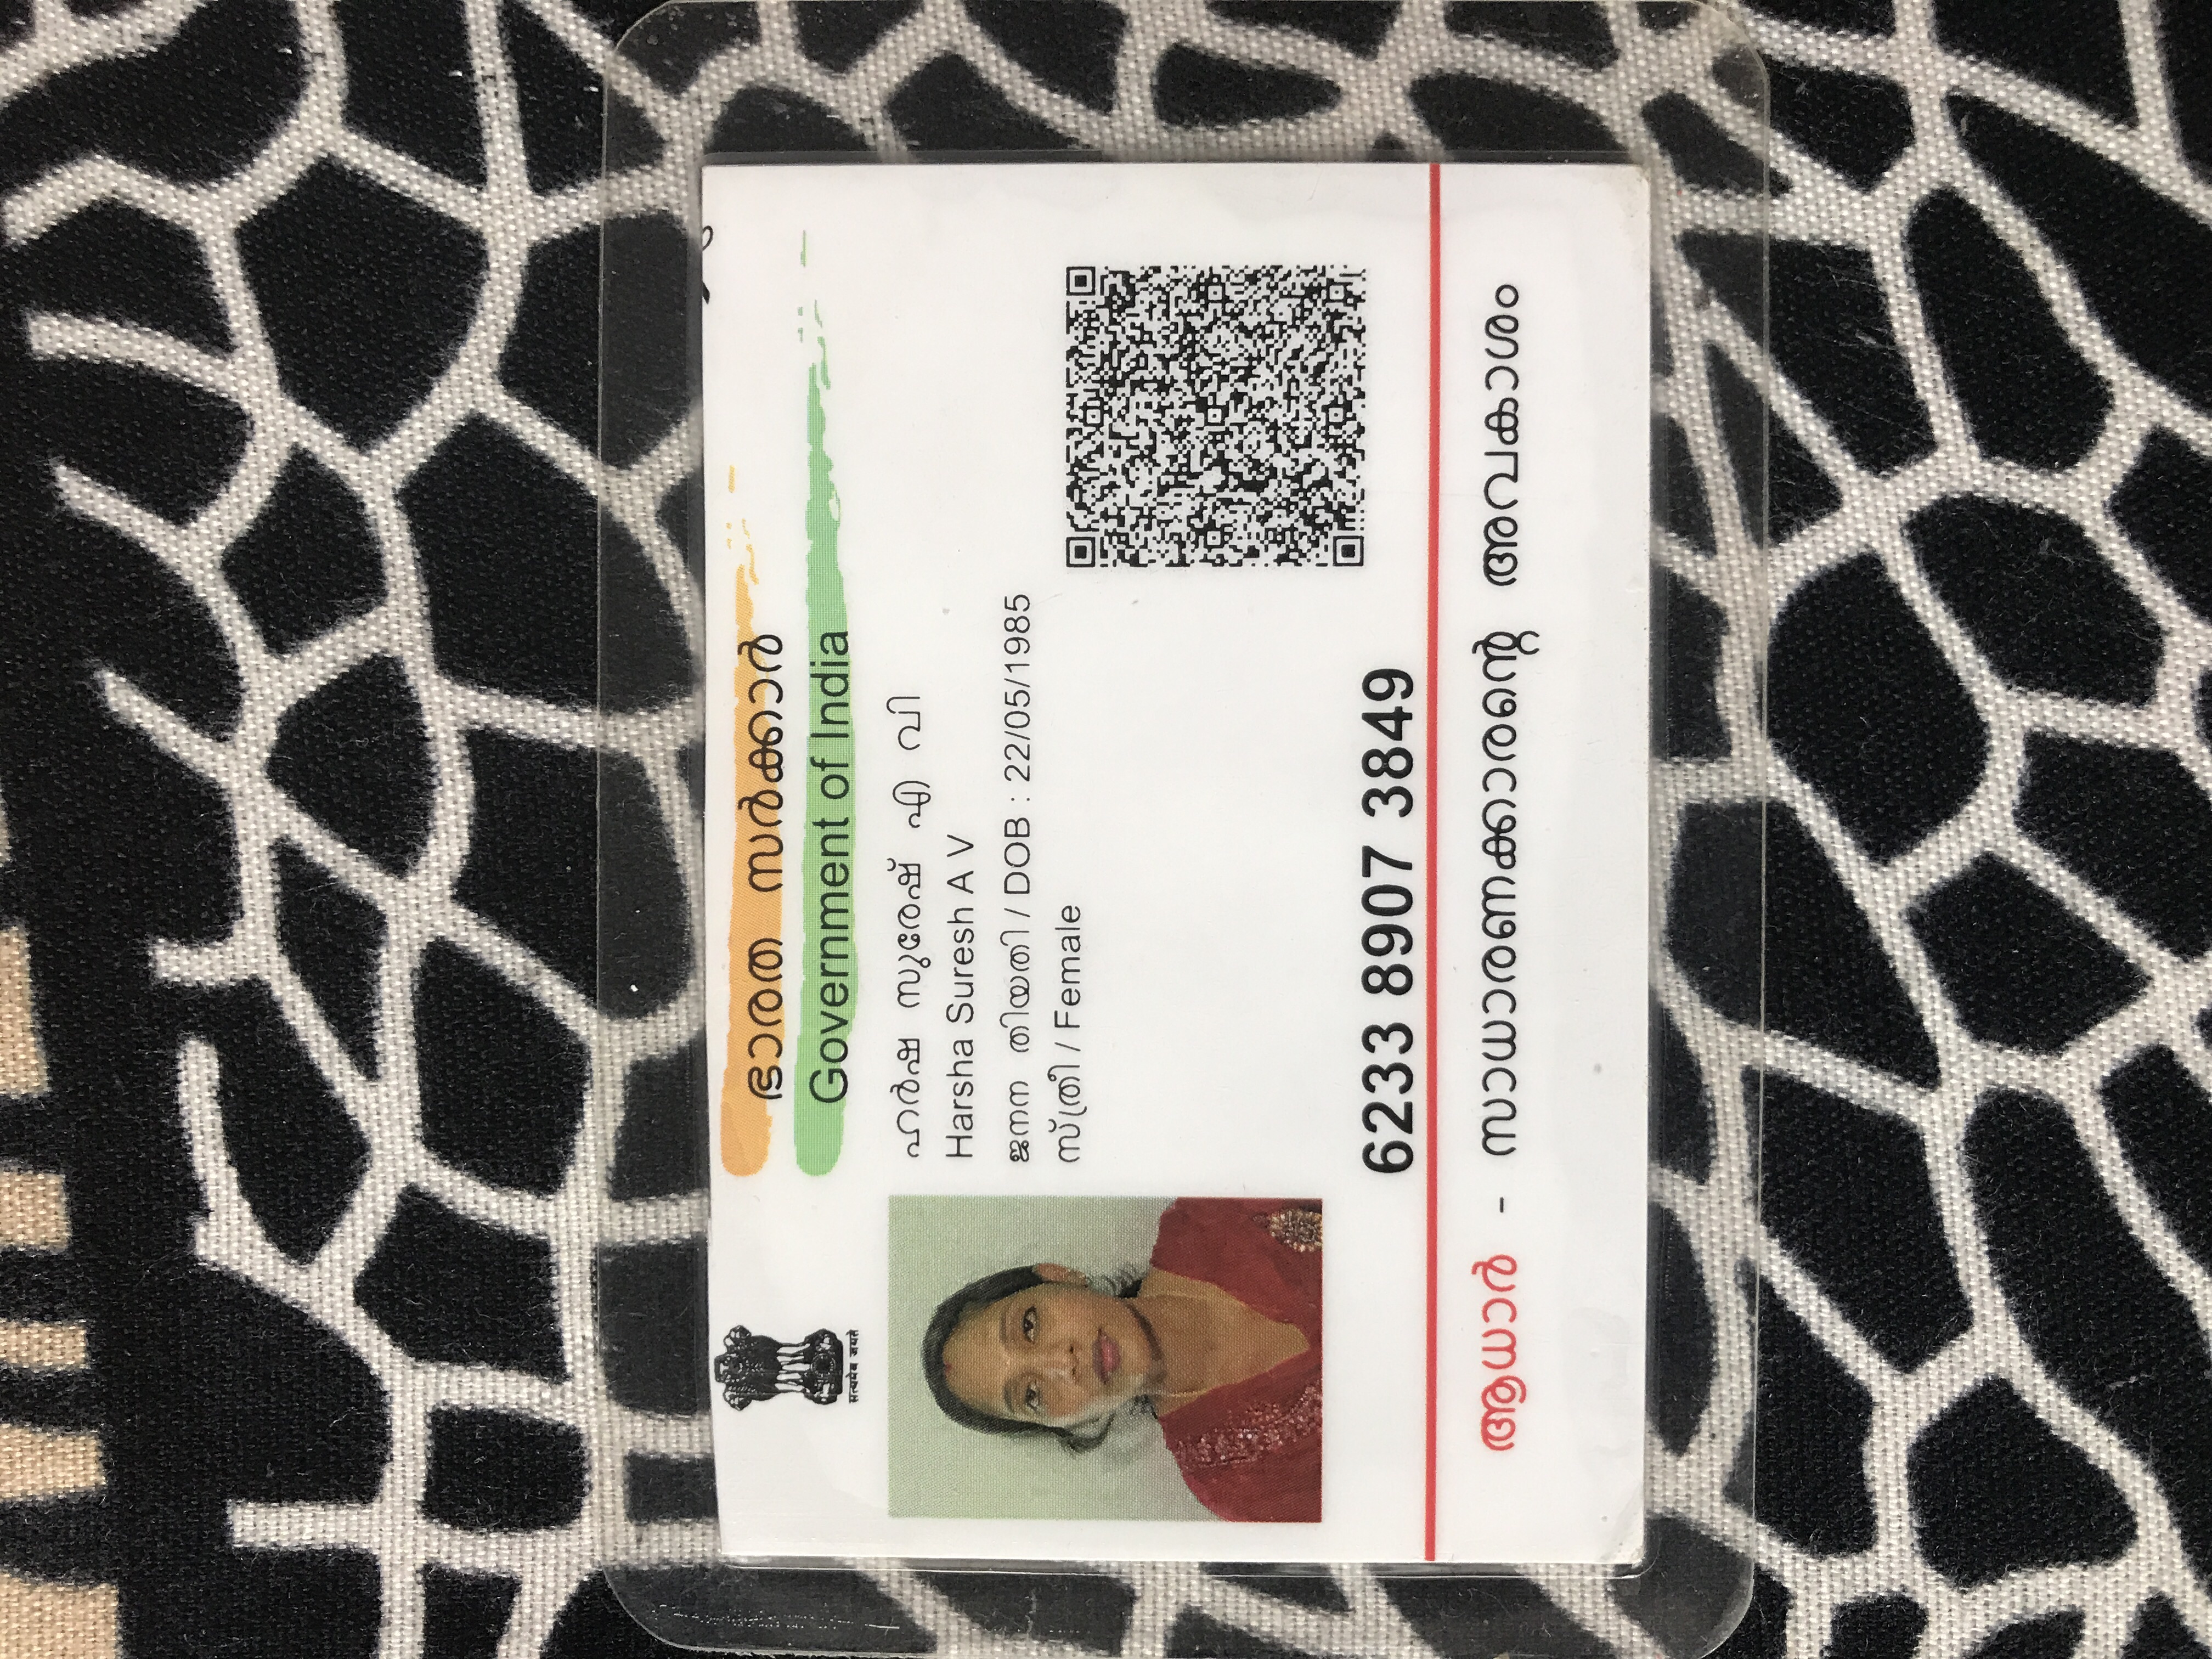 ഭാരത സർക്കാർ
Government of India
सत्यमेव जयते
ഹർഷ സുരേഷ് എ വി
Harsha Suresh A V
ജനന തിയതി / DOB : 22/05/1985
സ്ത്രീ / Female
6233 8907 3849
ആധാർ - സാധാരണക്കാരന്റെ അവകാശം